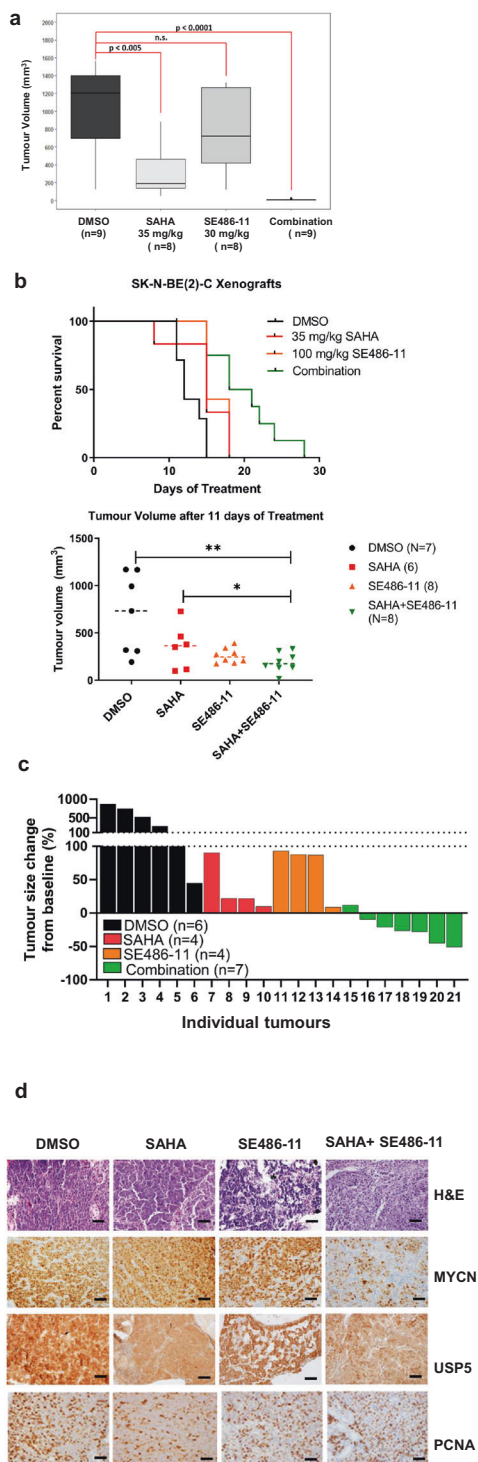 a
p < 0.0001
n.s.
p < 0.005
Tumour Volume (mm³)
2000
1800
1600
1400
1200
1000
800
600
400
200
0
DMSO SAHA SE486-11 Combination
(n=9) 35 mg/kg 30 mg/kg ( n=9)
( n=8) ( n=8)
b
SK-N-BE(2)-C Xenografts
DMSO
35 mg/kg SAHA
100 mg/kg SE486-11
Combination
Percent survival
100
50
0
0 10 20 30
Days of Treatment
Tumour Volume after 11 days of Treatment
Tumour volume (mm³)
1500
1000
500
0
**
*
DMSO (N=7)
SAHA (6)
SE486-11 (8)
SAHA+SE486-11
(N=8)
DMSO
SAHA
SE486-11
SAHA+SE486-11
c
Tumour size change
from baseline (%)
1000
500
100
100
50
0
-50
-100
DMSO (n=6)
SAHA (n=4)
SE486-11 (n=4)
Combination (n=7)
1 2 3 4 5 6 7 8 9 10 11 12 13 14 15 16 17 18 19 20 21
Individual tumours
d
DMSO SAHA SE486-11 SAHA+ SE486-11
H&E
MYCN
USP5
PCNA